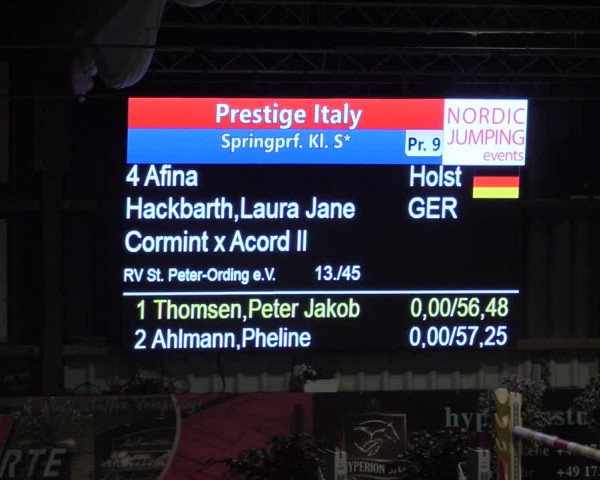 Prestige Italy
Springprf. Kl. S*
Pr. 9
NORDIC
JUMPING
events
4 Afina Holst
Hackbarth,Laura Jane GER
Cormint x Acord II
RV St. Peter-Ording e.V. 13./45
1 Thomsen,Peter Jakob 0,00/56,48
2 Ahlmann,Pheline 0,00/57,25
HYPERION
RTE